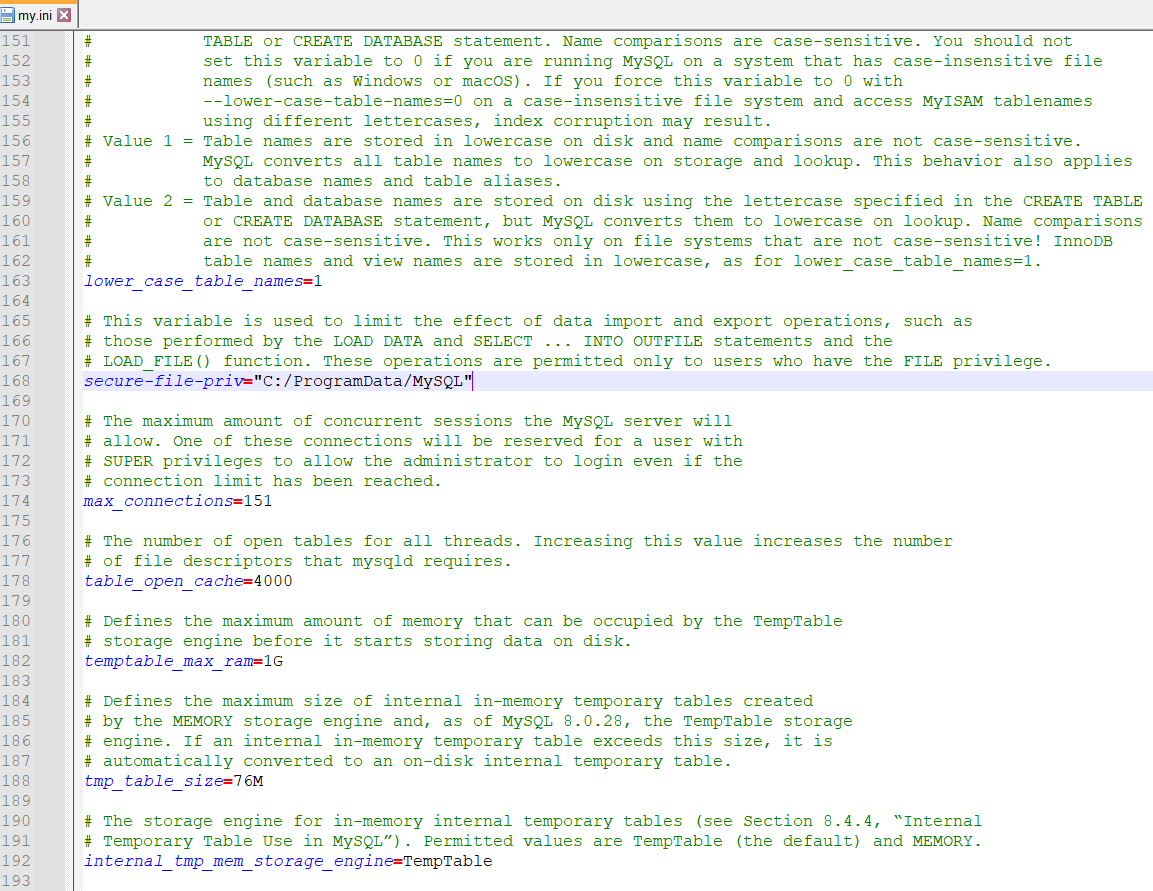 my.ini
151 # TABLE or CREATE DATABASE statement. Name comparisons are case-sensitive. You should not
152 # set this variable to 0 if you are running MySQL on a system that has case-insensitive file
153 # names (such as Windows or macOS). If you force this variable to 0 with
154 # --lower-case-table-names=0 on a case-insensitive file system and access MyISAM tablenames
155 # using different lettercases, index corruption may result.
156 # Value 1 = Table names are stored in lowercase on disk and name comparisons are not case-sensitive.
157 # MySQL converts all table names to lowercase on storage and lookup. This behavior also applies
158 # to database names and table aliases.
159 # Value 2 = Table and database names are stored on disk using the lettercase specified in the CREATE TABLE
160 # or CREATE DATABASE statement, but MySQL converts them to lowercase on lookup. Name comparisons
161 # are not case-sensitive. This works only on file systems that are not case-sensitive! InnoDB
162 # table names and view names are stored in lowercase, as for lower_case_table_names=1.
163 lower_case_table_names=1
164
165 # This variable is used to limit the effect of data import and export operations, such as
166 # those performed by the LOAD DATA and SELECT ... INTO OUTFILE statements and the
167 # LOAD_FILE() function. These operations are permitted only to users who have the FILE privilege.
168 secure-file-priv="C:/ProgramData/MySQL"
169
170 # The maximum amount of concurrent sessions the MySQL server will
171 # allow. One of these connections will be reserved for a user with
172 # SUPER privileges to allow the administrator to login even if the
173 # connection limit has been reached.
174 max_connections=151
175
176 # The number of open tables for all threads. Increasing this value increases the number
177 # of file descriptors that mysqld requires.
178 table_open_cache=4000
179
180 # Defines the maximum amount of memory that can be occupied by the TempTable
181 # storage engine before it starts storing data on disk.
182 temptable_max_ram=1G
183
184 # Defines the maximum size of internal in-memory temporary tables created
185 # by the MEMORY storage engine and, as of MySQL 8.0.28, the TempTable storage
186 # engine. If an internal in-memory temporary table exceeds this size, it is
187 # automatically converted to an on-disk internal temporary table.
188 tmp_table_size=76M
189
190 # The storage engine for in-memory internal temporary tables (see Section 8.4.4, “Internal
191 # Temporary Table Use in MySQL”). Permitted values are TempTable (the default) and MEMORY.
192 internal_tmp_mem_storage_engine=TempTable
193